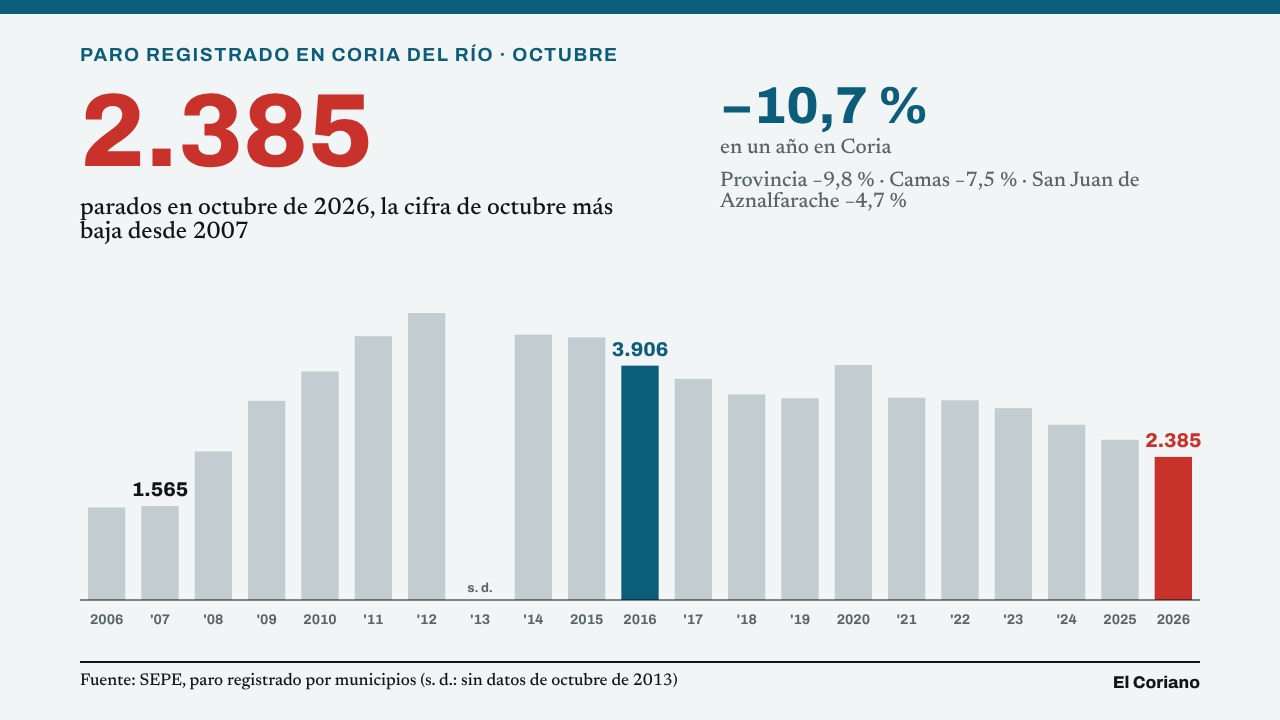 PARO REGISTRADO EN CORIA DEL RÍO · OCTUBRE
2.385
parados en octubre de 2026, la cifra de octubre más
baja desde 2007
−10,7 %
en un año en Coria
Provincia −9,8 % · Camas −7,5 % · San Juan de
Aznalfarache −4,7 %
3.906
2.385
1.565
s. d.
2006 '07 '08 '09 2010 '11 '12 '13 '14 2015 2016 '17 '18 '19 2020 '21 '22 '23 '24 2025 2026
Fuente: SEPE, paro registrado por municipios (s. d.: sin datos de octubre de 2013)
El Coriano